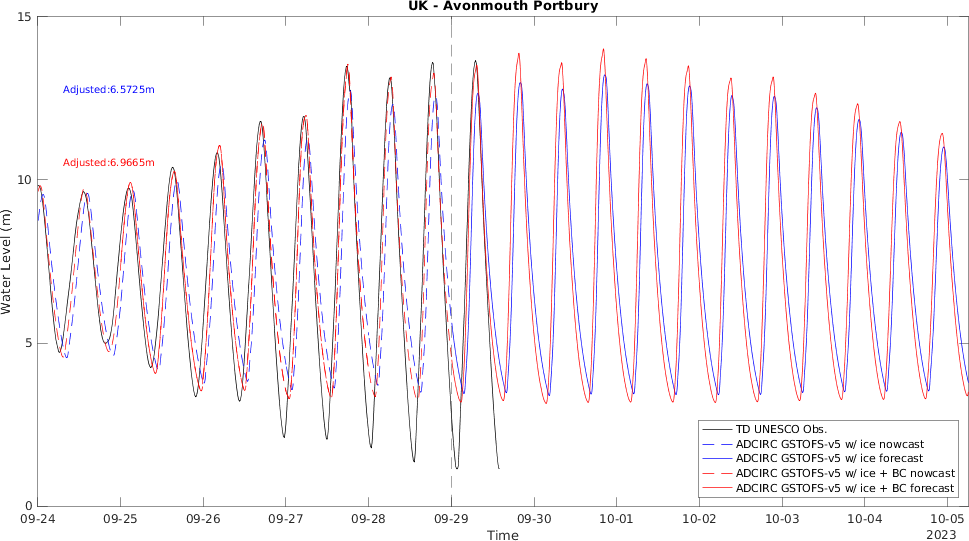 UK - Avonmouth Portbury
15
10
5
0
Water Level (m)
Adjusted:6.5725m
Adjusted:6.9665m
TD UNESCO Obs.
ADCIRC GSTOFS-v5 w/ ice nowcast
ADCIRC GSTOFS-v5 w/ ice forecast
ADCIRC GSTOFS-v5 w/ ice + BC nowcast
ADCIRC GSTOFS-v5 w/ ice + BC forecast
09-24 09-25 09-26 09-27 09-28 09-29 09-30 10-01 10-02 10-03 10-04 10-05
Time
2023